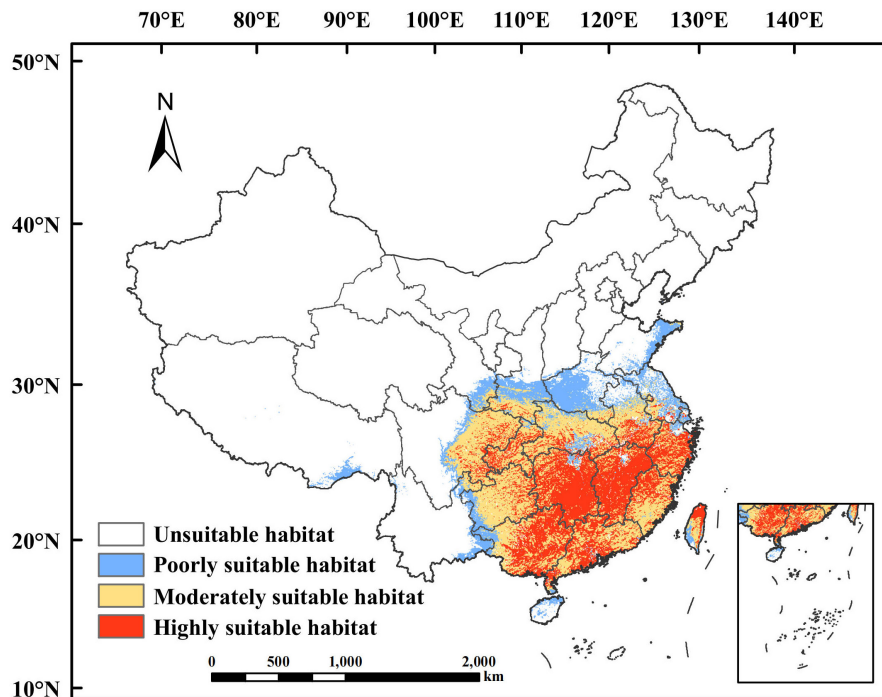 70°E 80°E 90°E 100°E 110°E 120°E 130°E 140°E
50°N
N
40°N
30°N
20°N
Unsuitable habitat
Poorly suitable habitat
Moderately suitable habitat
Highly suitable habitat
0 500 1,000 2,000
km
10°N